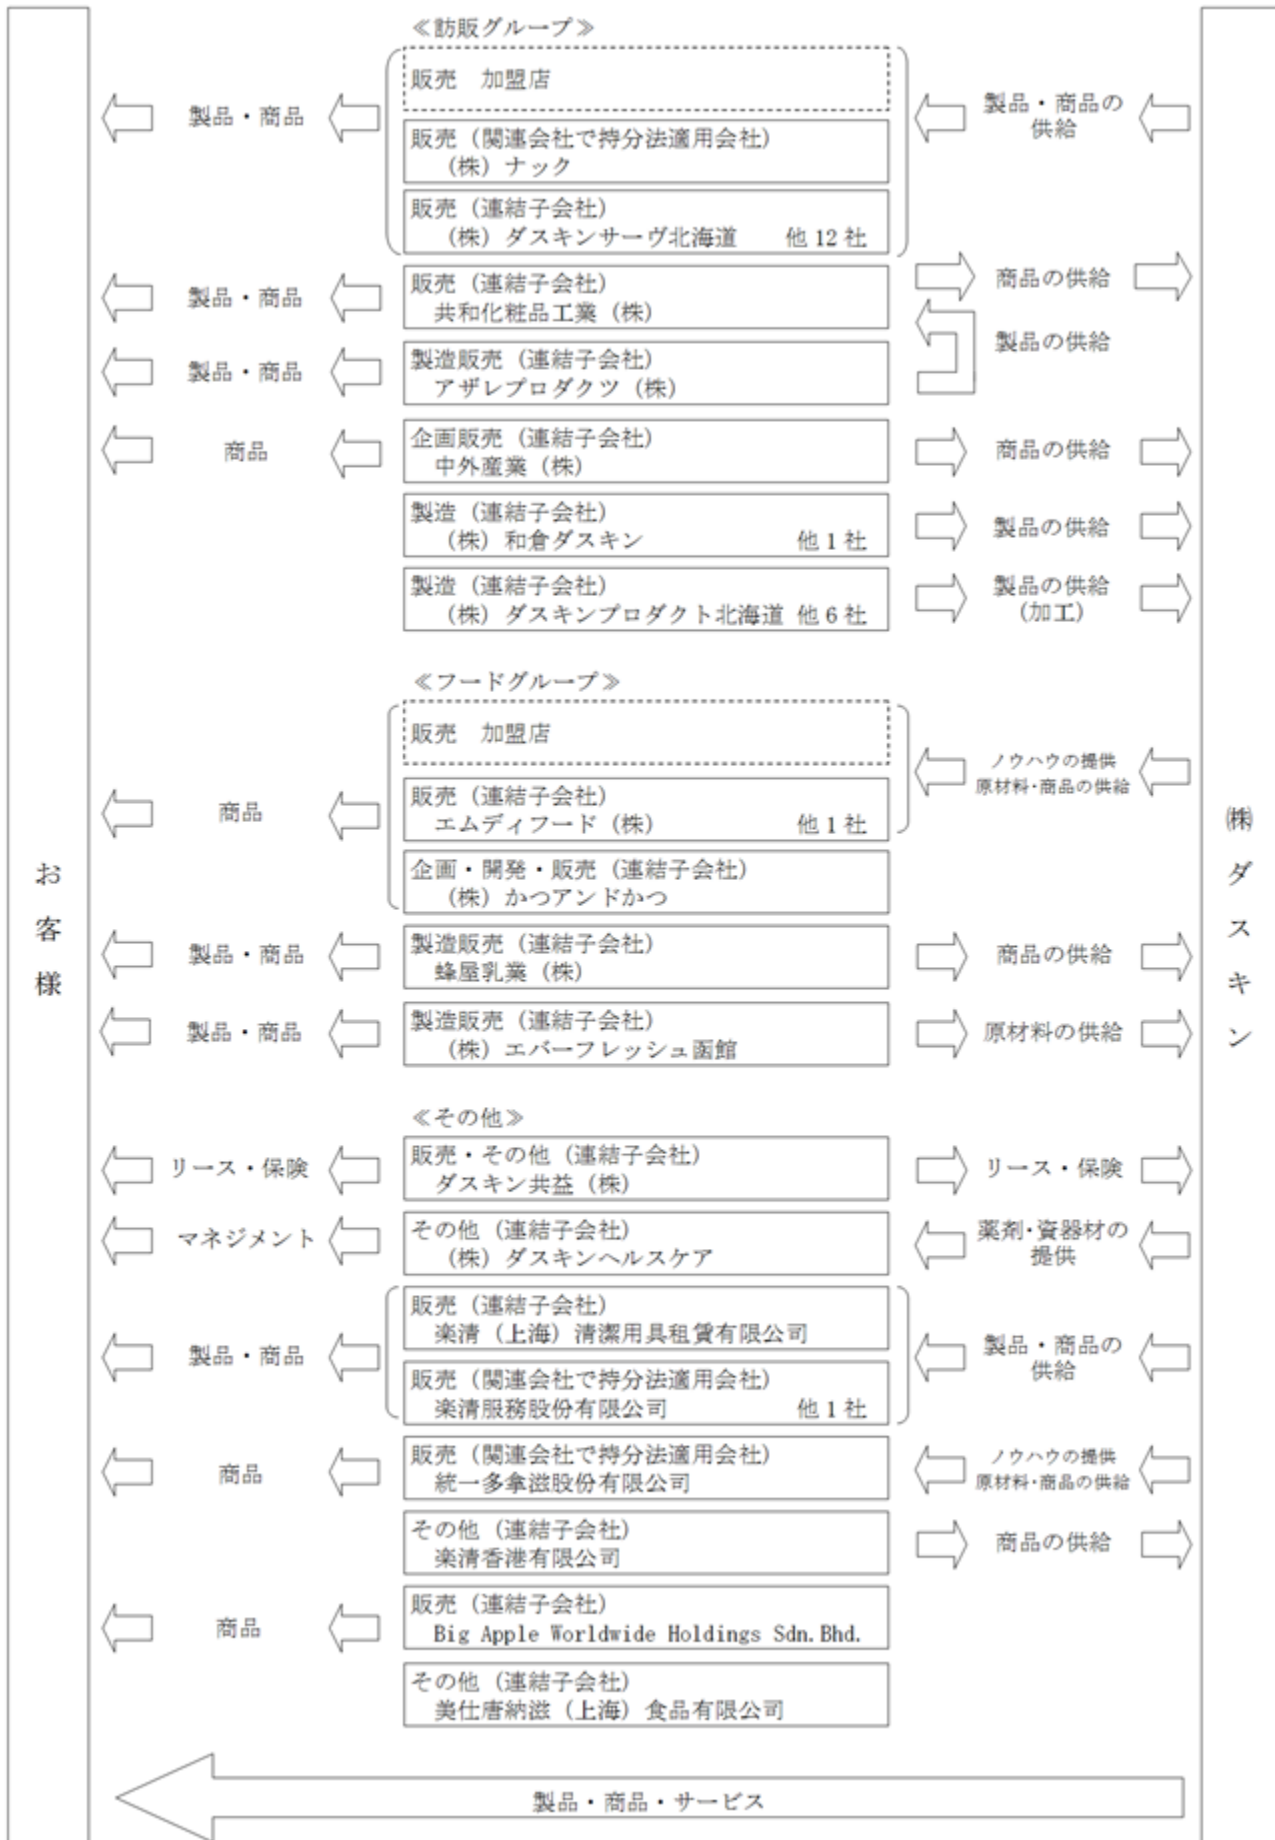 ≪訪販グループ≫
販売　加盟店
製品・商品
製品・商品の
供給
販売（関連会社で持分法適用会社）
（株）ナック
販売（連結子会社）
（株）ダスキンサーヴ北海道　　他 12 社
販売（連結子会社）
共和化粧品工業（株）
製品・商品
商品の供給
製品の供給
製造販売（連結子会社）
アザレプロダクツ（株）
製品・商品
企画販売（連結子会社）
中外産業（株）
商品
商品の供給
製造（連結子会社）
（株）和倉ダスキン　　他 1 社
製品の供給
製造（連結子会社）
（株）ダスキンプロダクト北海道 他 6 社
製品の供給
(加工)
≪フードグループ≫
販売　加盟店
ノウハウの提供
原材料・商品の供給
販売（連結子会社）
エムディフード（株）　　他 1 社
商品
企画・開発・販売（連結子会社）
（株）かつアンドかつ
お客様
㈱ダスキン
製造販売（連結子会社）
蜂屋乳業（株）
製品・商品
商品の供給
製造販売（連結子会社）
（株）エバーフレッシュ函館
製品・商品
原材料の供給
≪その他≫
販売・その他（連結子会社）
ダスキン共益（株）
リース・保険
リース・保険
その他（連結子会社）
（株）ダスキンヘルスケア
マネジメント
薬剤・資器材の
提供
販売（連結子会社）
楽清（上海）清潔用具租賃有限公司
製品・商品
製品・商品の
供給
販売（関連会社で持分法適用会社）
楽清服務股份有限公司　　他 1 社
販売（関連会社で持分法適用会社）
統一多拿滋股份有限公司
商品
ノウハウの提供
原材料・商品の供給
その他（連結子会社）
楽清香港有限公司
商品の供給
販売（連結子会社）
Big Apple Worldwide Holdings Sdn.Bhd.
商品
その他（連結子会社）
美仕唐納滋（上海）食品有限公司
製品・商品・サービス